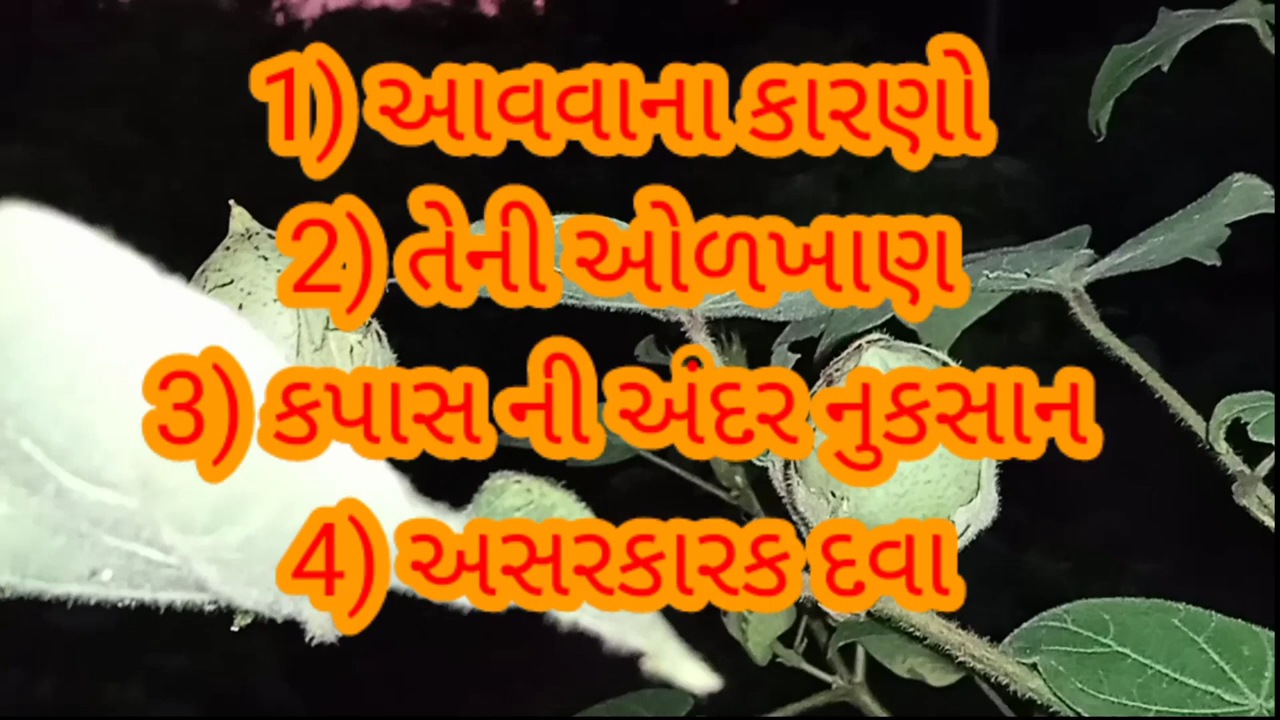 1) આવવાના કારણો
2) તેની ઓળખાણ
3) કપાસ ની અંદર નુકસાન
4) અસરકારક દવા